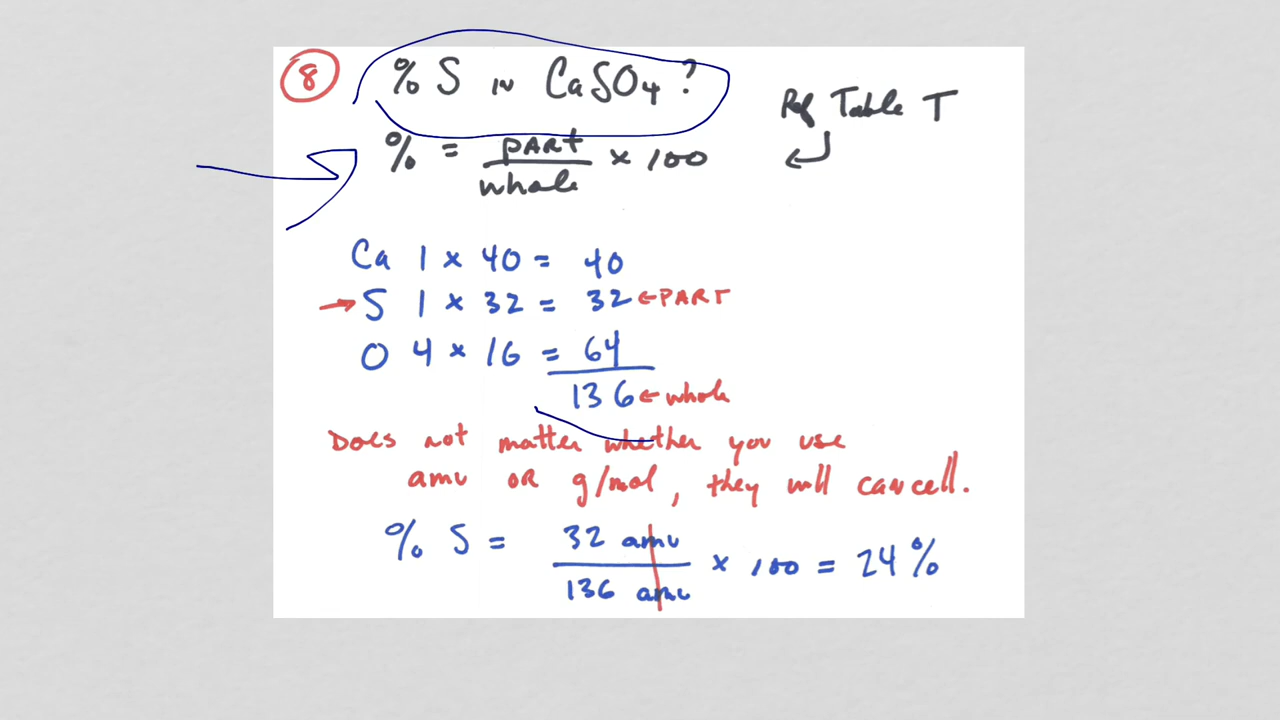 8 % S in CaSO4?
Ref Table T
% = part/whole × 100
Ca 1 × 40 = 40
→ S 1 × 32 = 32 ← PART
O 4 × 16 = 64
136 ← whole
Does not matter whether you use
amu OR g/mol, they will cancell.
% S = 32 amu/136 amu × 100 = 24%